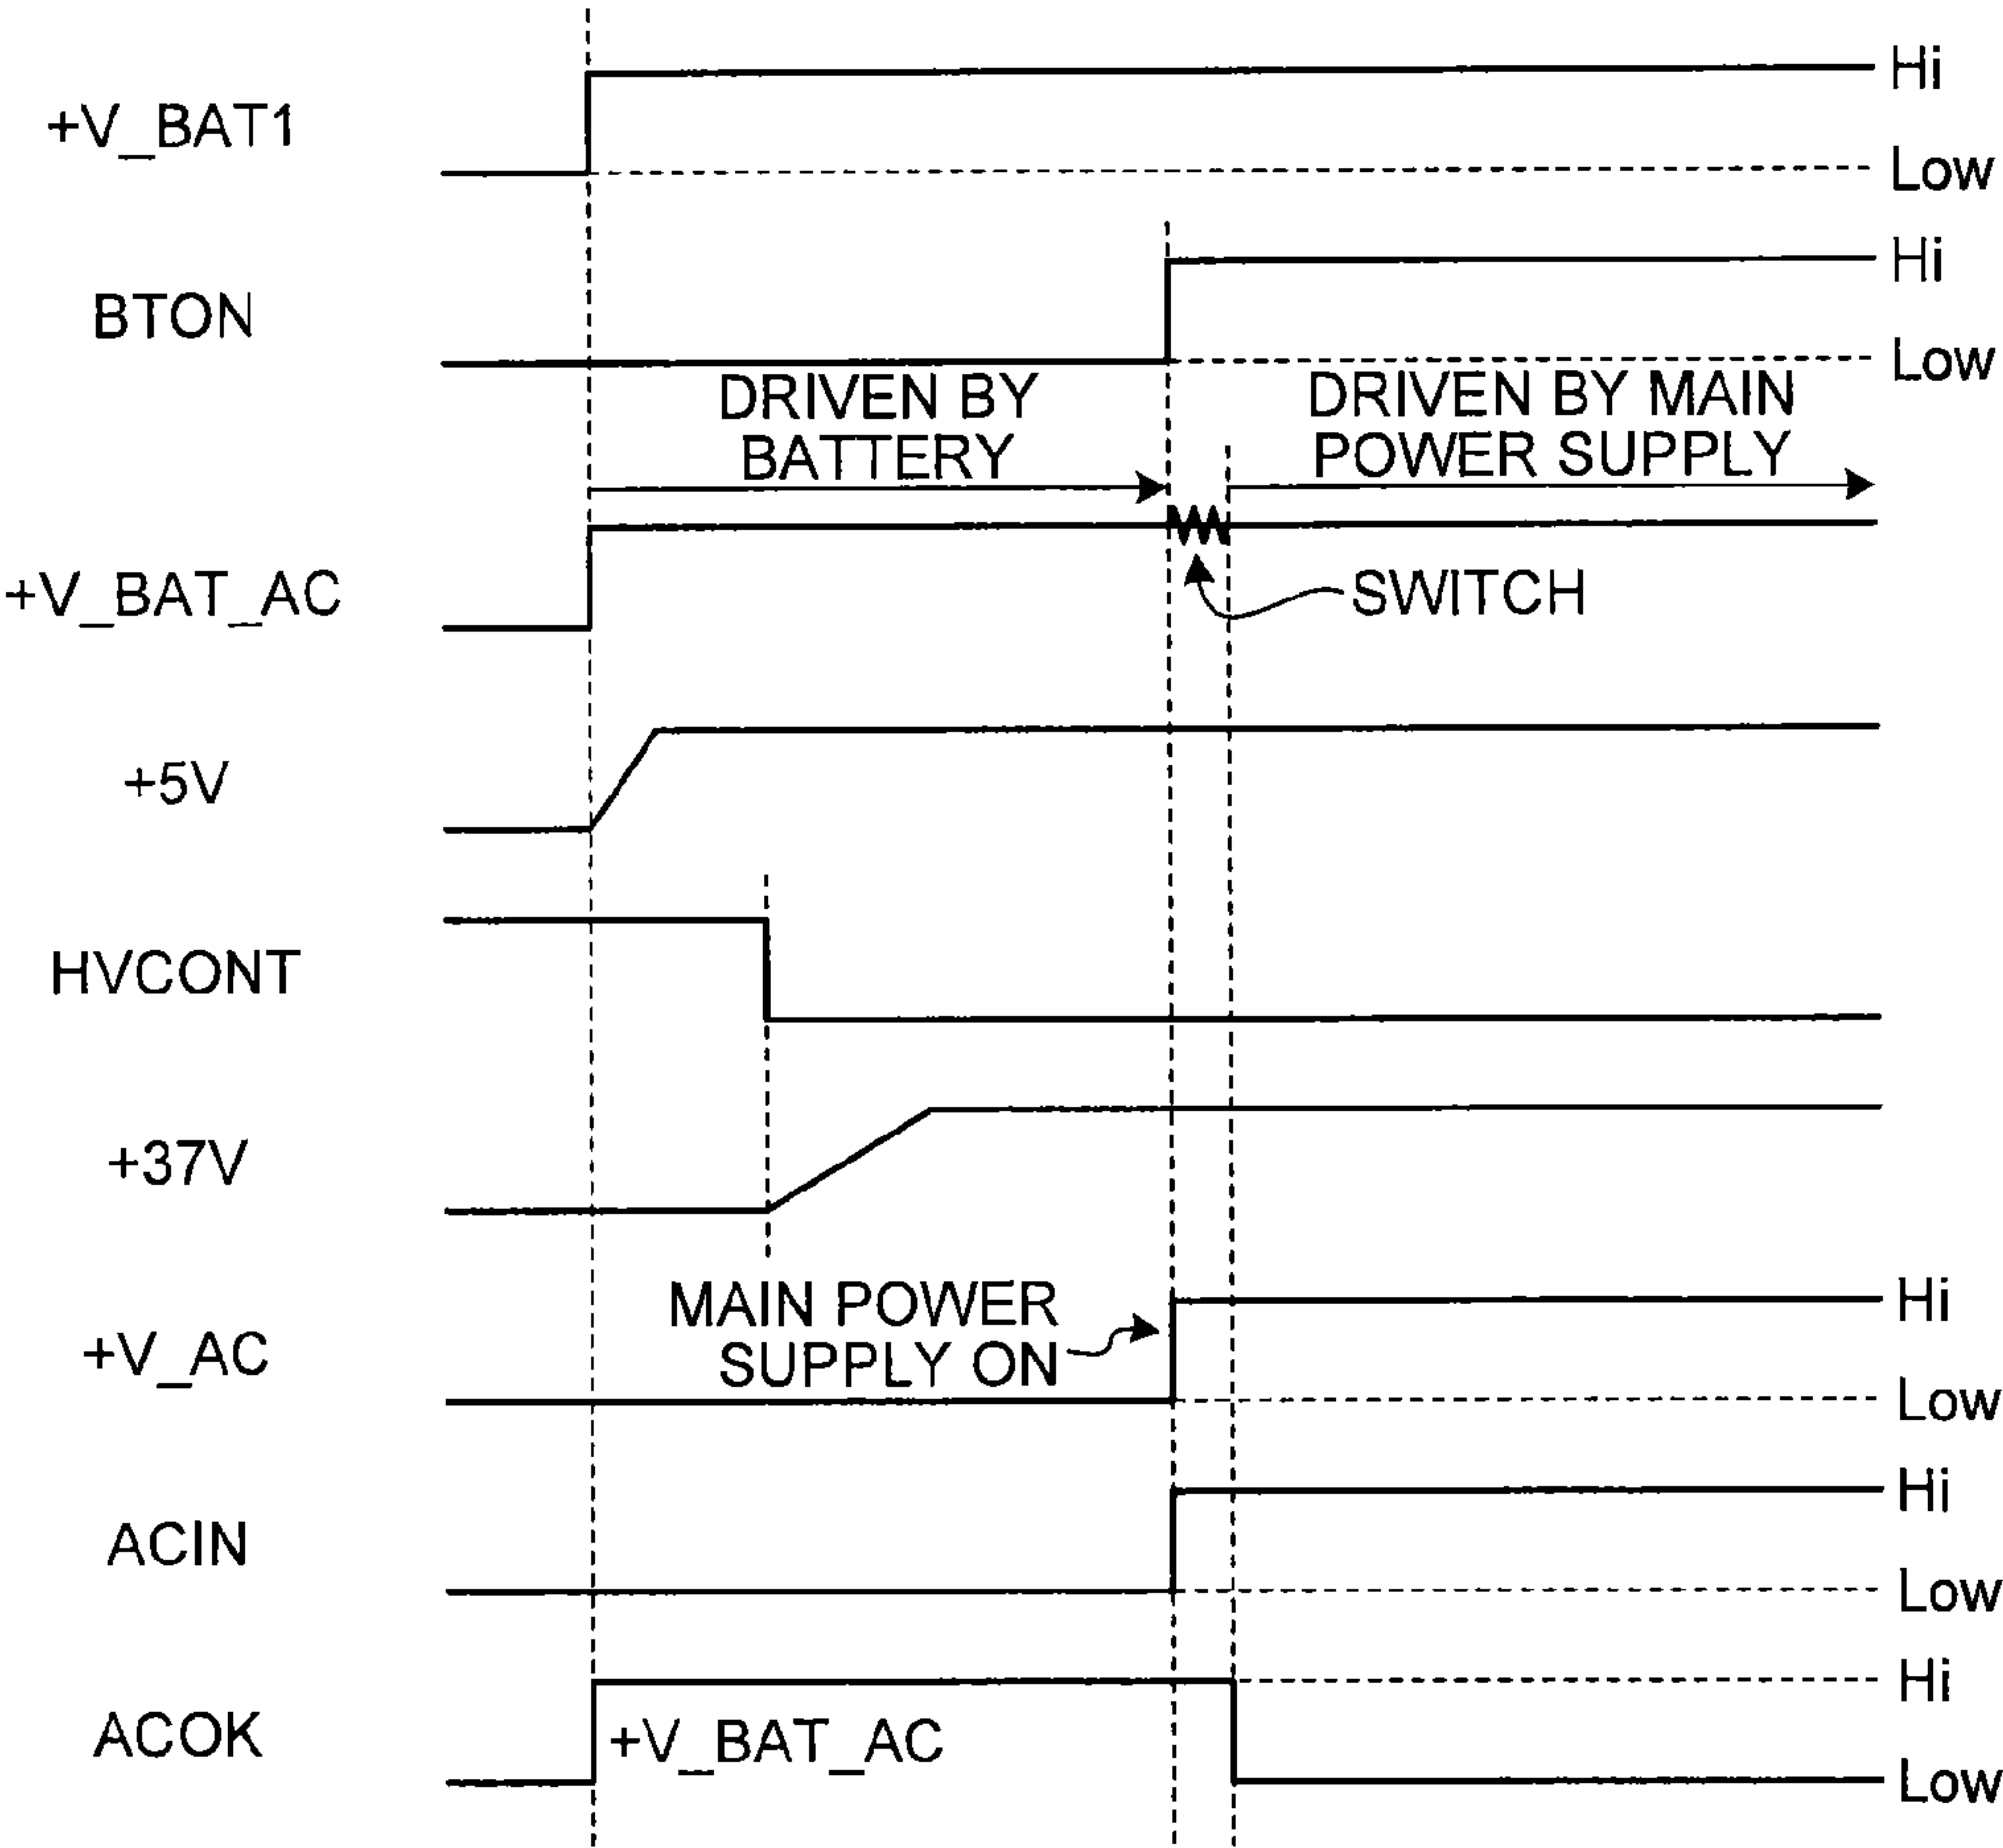 Hi
+V_BAT1
Low
Hi
BTON
Low
DRIVEN BY
BATTERY
DRIVEN BY MAIN
POWER SUPPLY
+V_BAT_AC
SWITCH
+5V
HVCONT
+37V
MAIN POWER
SUPPLY ON
Hi
+V_AC
Low
Hi
ACIN
Low
Hi
ACOK
+V_BAT_AC
Low